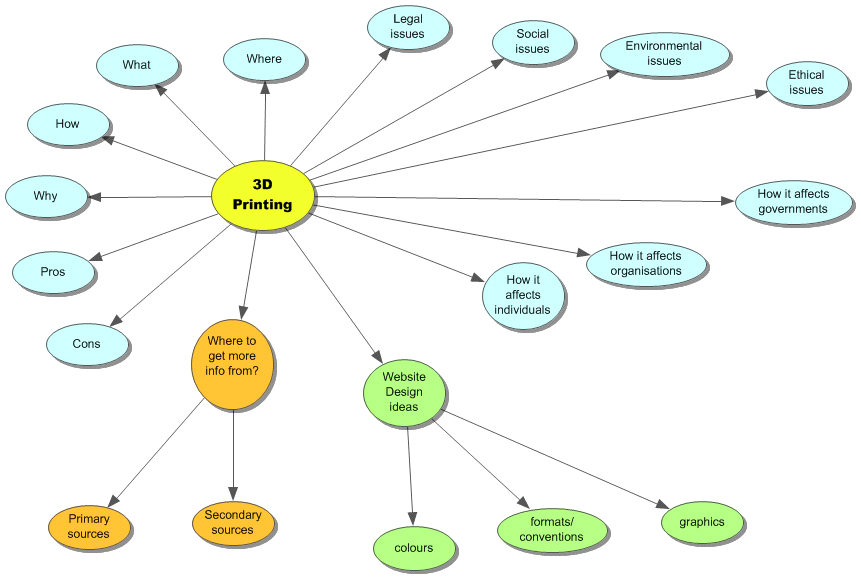 Legal
issues
Social
issues
Environmental
issues
Ethical
issues
Where
What
How
Why
Pros
Cons
3D
Printing
How it affects
governments
How it affects
organisations
How it
affects
individuals
Where to
get more
info from?
Website
Design
ideas
Primary
sources
Secondary
sources
colours
formats/
conventions
graphics